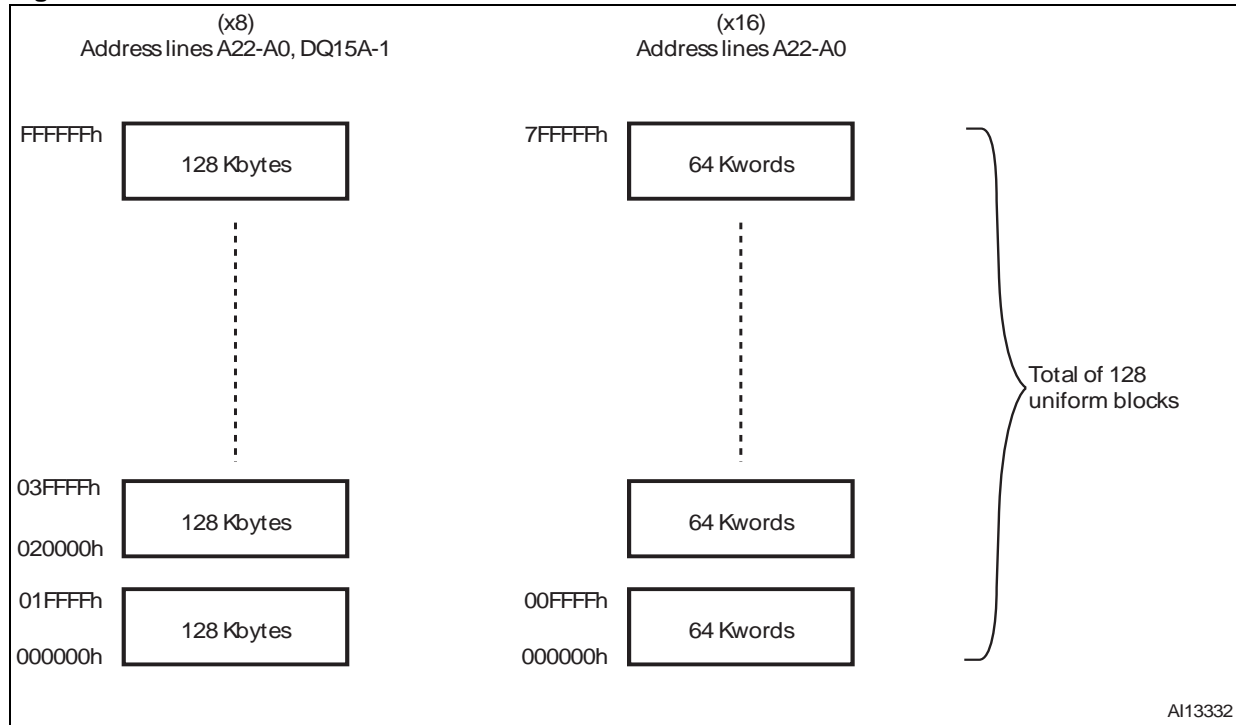 (x8)
Address lines A22-A0, DQ15A-1
(x16)
Address lines A22-A0
FFFFFFh
128 Kbytes
7FFFFFh
64 Kwords
Total of 128
uniform blocks
03FFFFh
128 Kbytes
020000h
64 Kwords
01FFFFh
128 Kbytes
000000h
00FFFFh
64 Kwords
000000h
AI13332